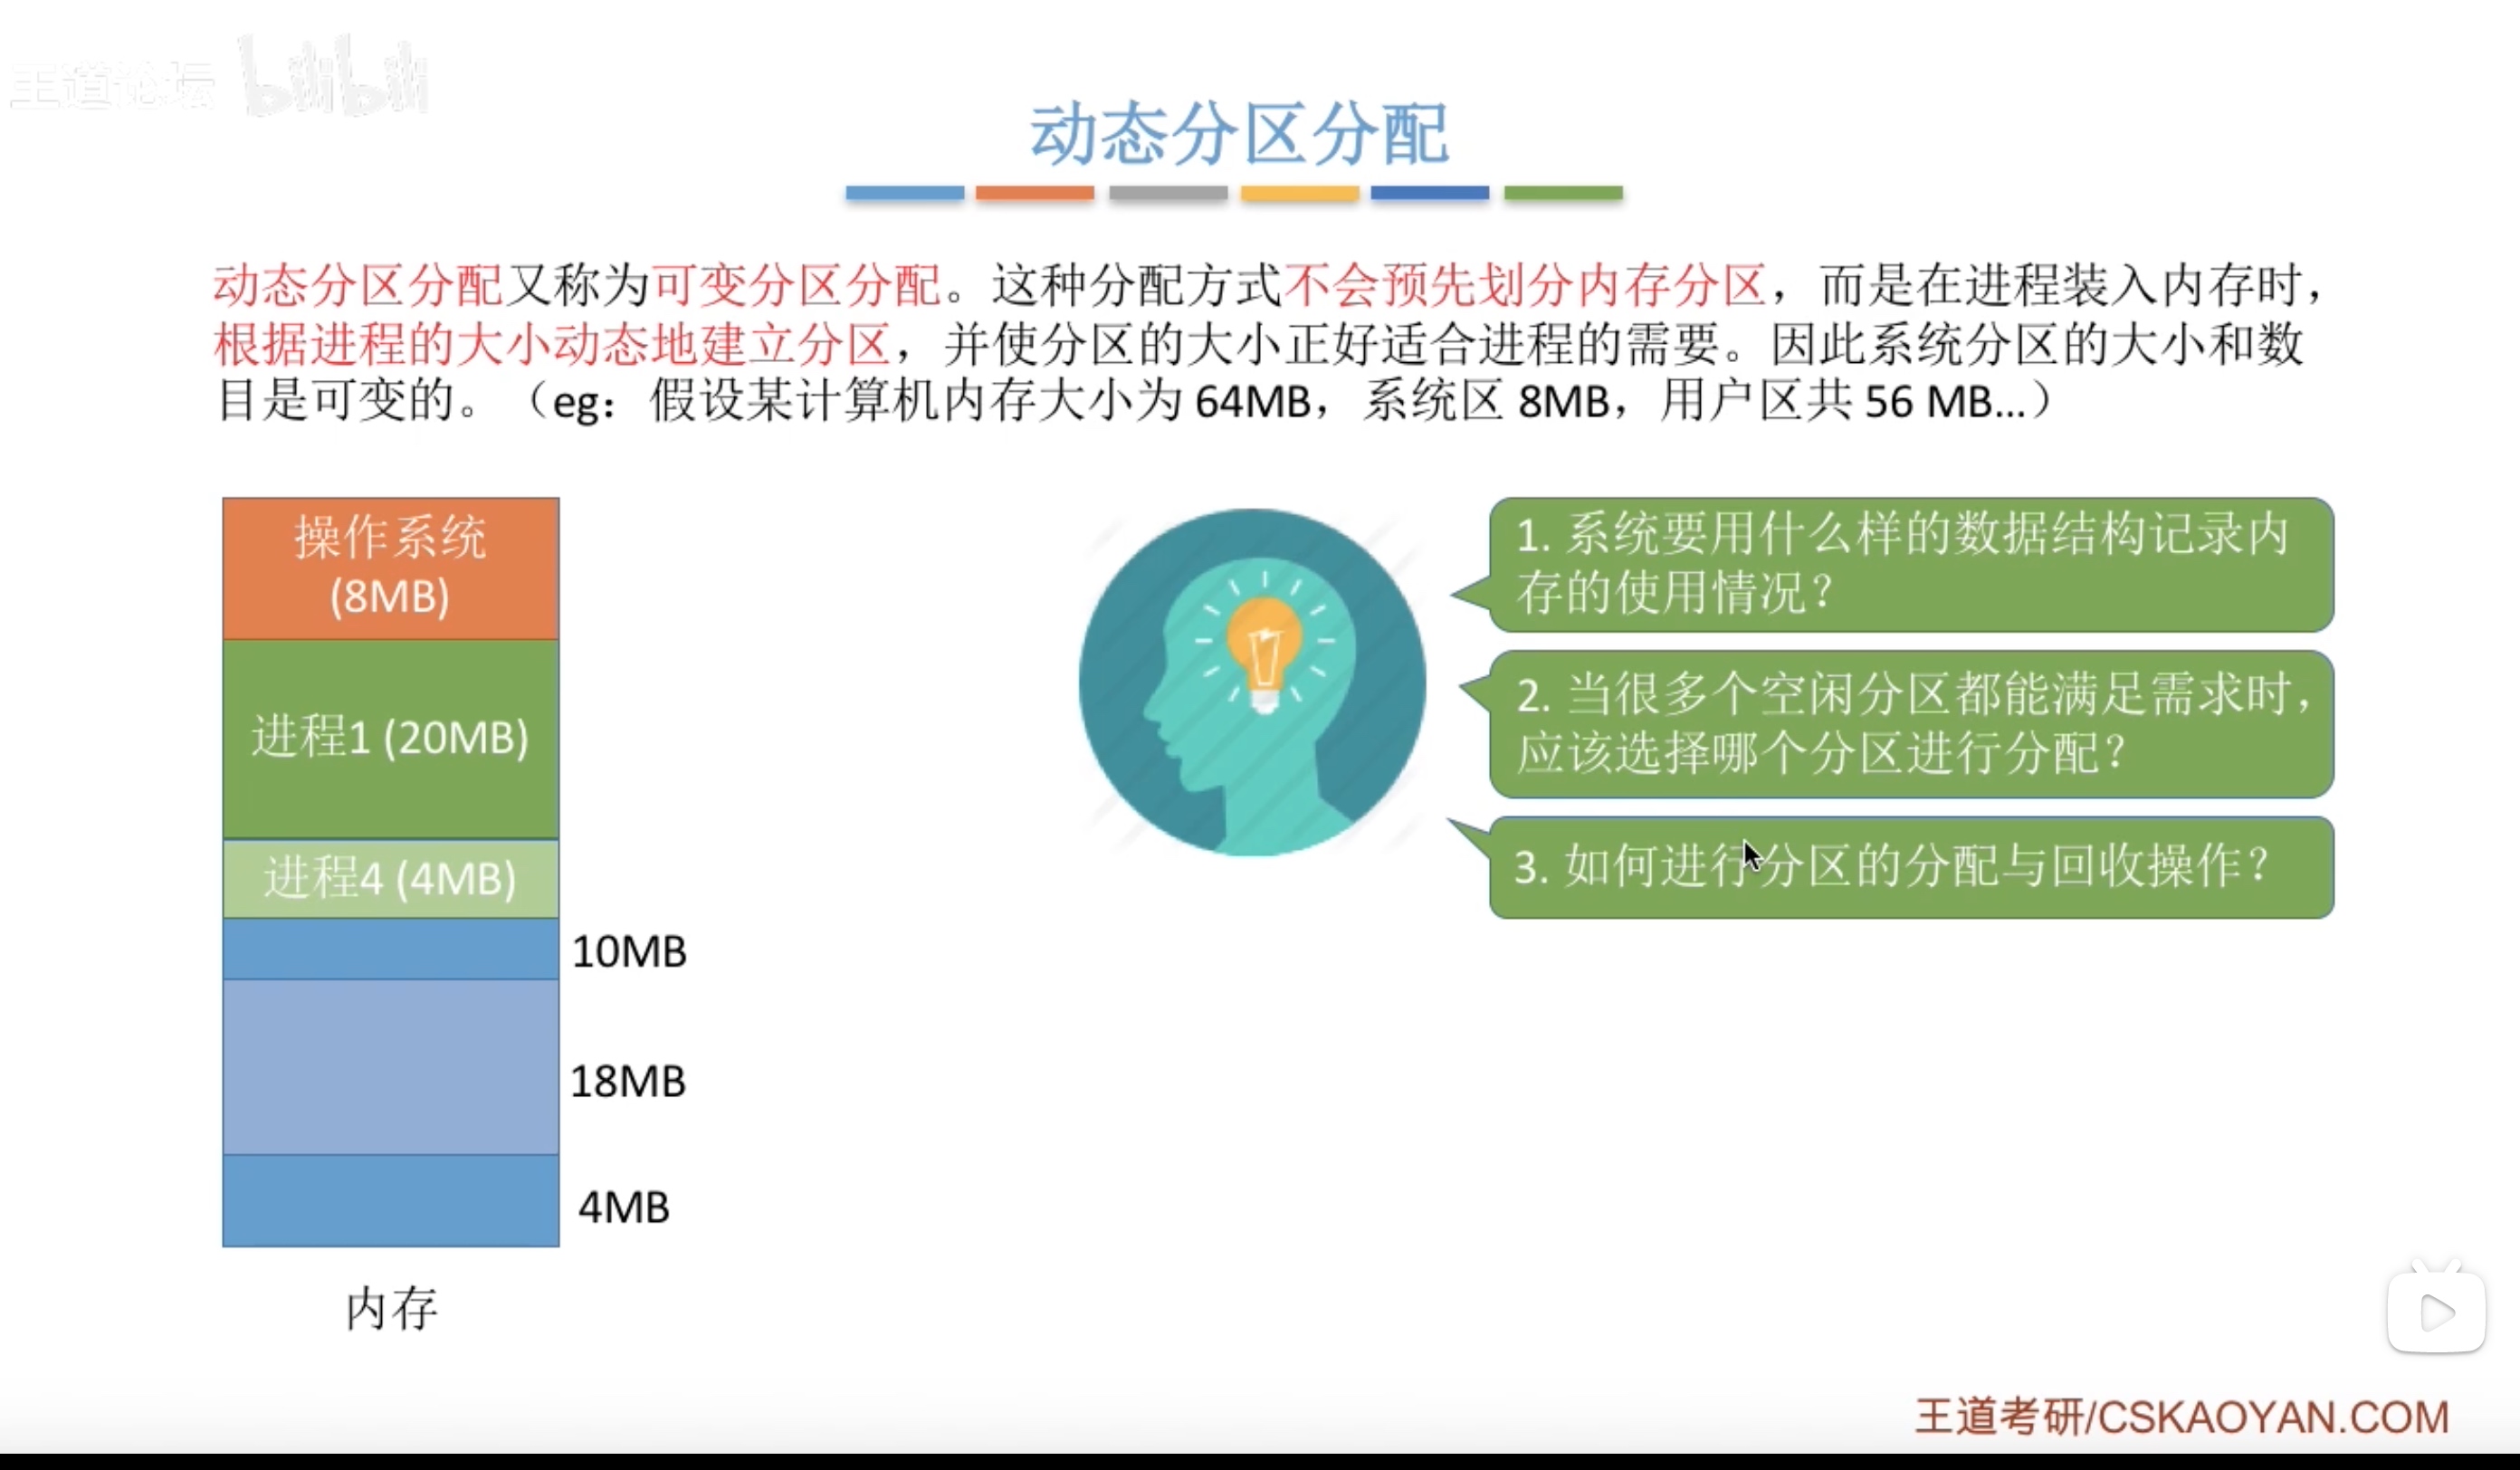 王道论坛 bilibili
动态分区分配
动态分区分配又称为可变分区分配。这种分配方式不会预先划分内存分区，而是在进程装入内存时，
根据进程的大小动态地建立分区，并使分区的大小正好适合进程的需要。因此系统分区的大小和数
目是可变的。（eg：假设某计算机内存大小为 64MB，系统区 8MB，用户区共 56 MB…）
操作系统
(8MB)
进程1 (20MB)
进程4 (4MB)
10MB
18MB
4MB
内存
1. 系统要用什么样的数据结构记录内
存的使用情况？
2. 当很多个空闲分区都能满足需求时，
应该选择哪个分区进行分配？
3. 如何进行分区的分配与回收操作？
王道考研/CSKAOYAN.COM